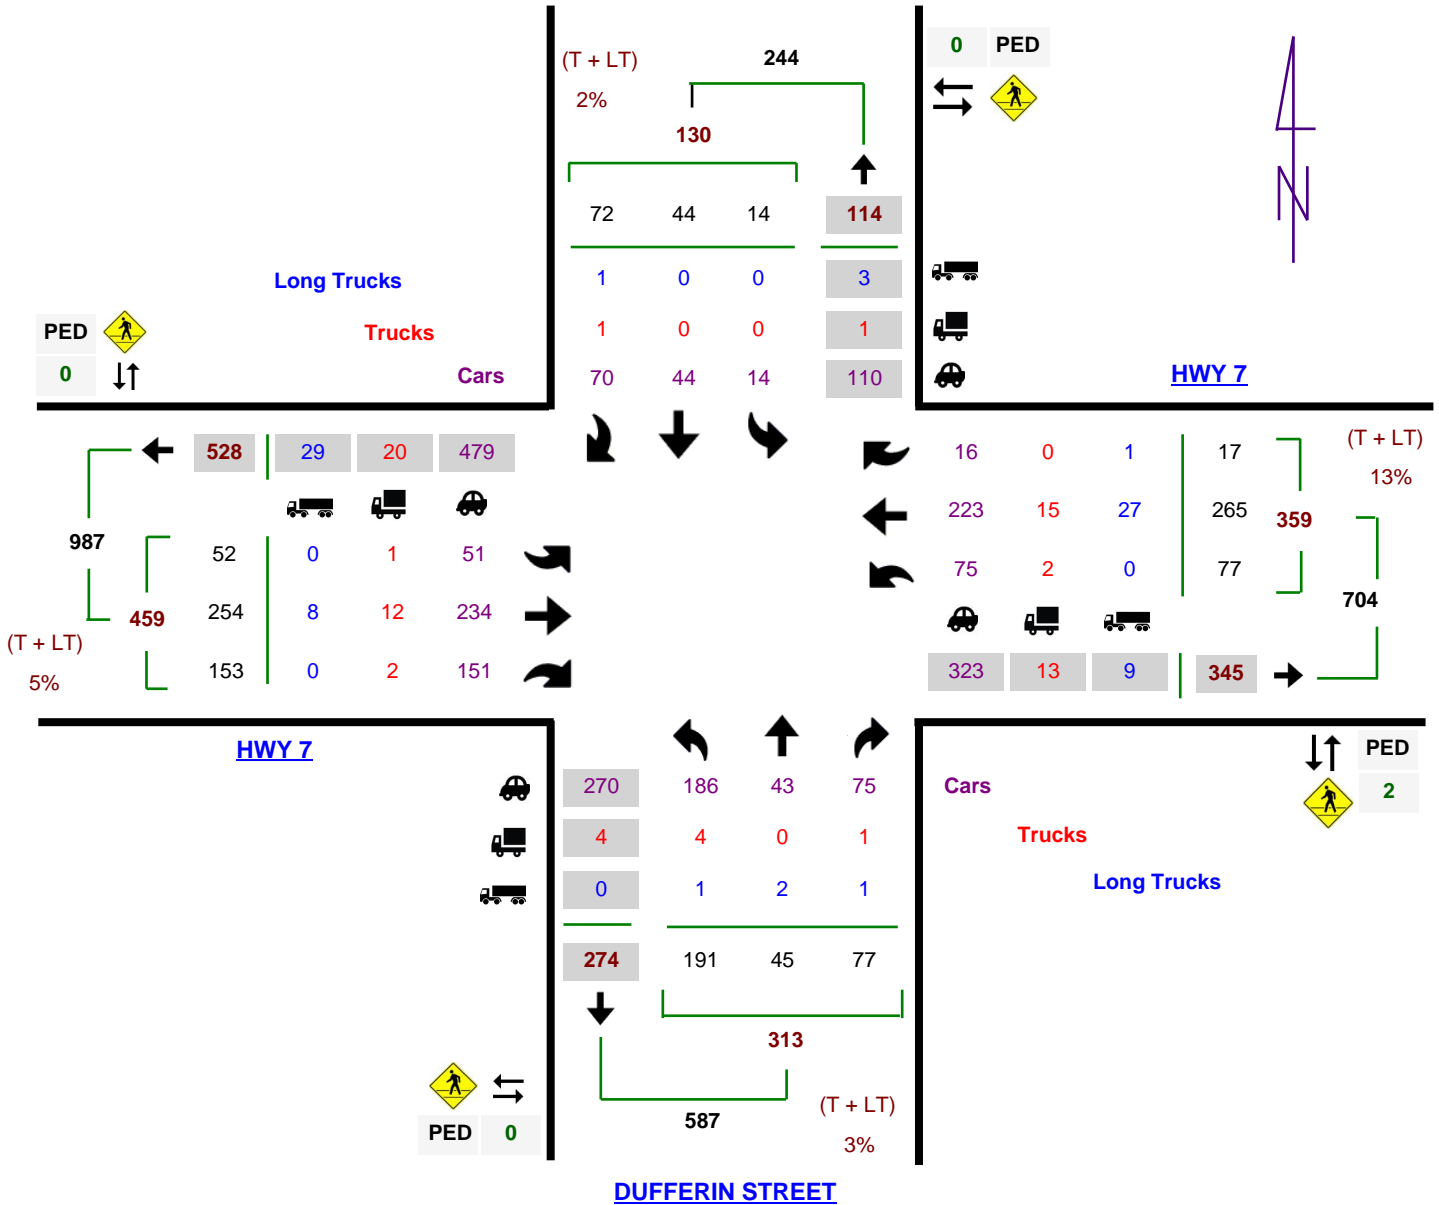 244
(T + LT)
2%
130
0 PED
N
72 44 14 114
1 0 0 3
1 0 0 1
70 44 14 110
Long Trucks
Trucks
Cars
PED
0
HWY 7
528 29 20 479
987
52 0 1 51
459
254 8 12 234
(T + LT)
5%
153 0 2 151
16 0 1 17
(T + LT)
13%
223 15 27 265
359
75 2 0 77
704
323 13 9 345
HWY 7
270 186 43 75
4 4 0 1
0 1 2 1
274 191 45 77
Cars
Trucks
Long Trucks
PED
2
313
587
(T + LT)
3%
PED 0
DUFFERIN STREET